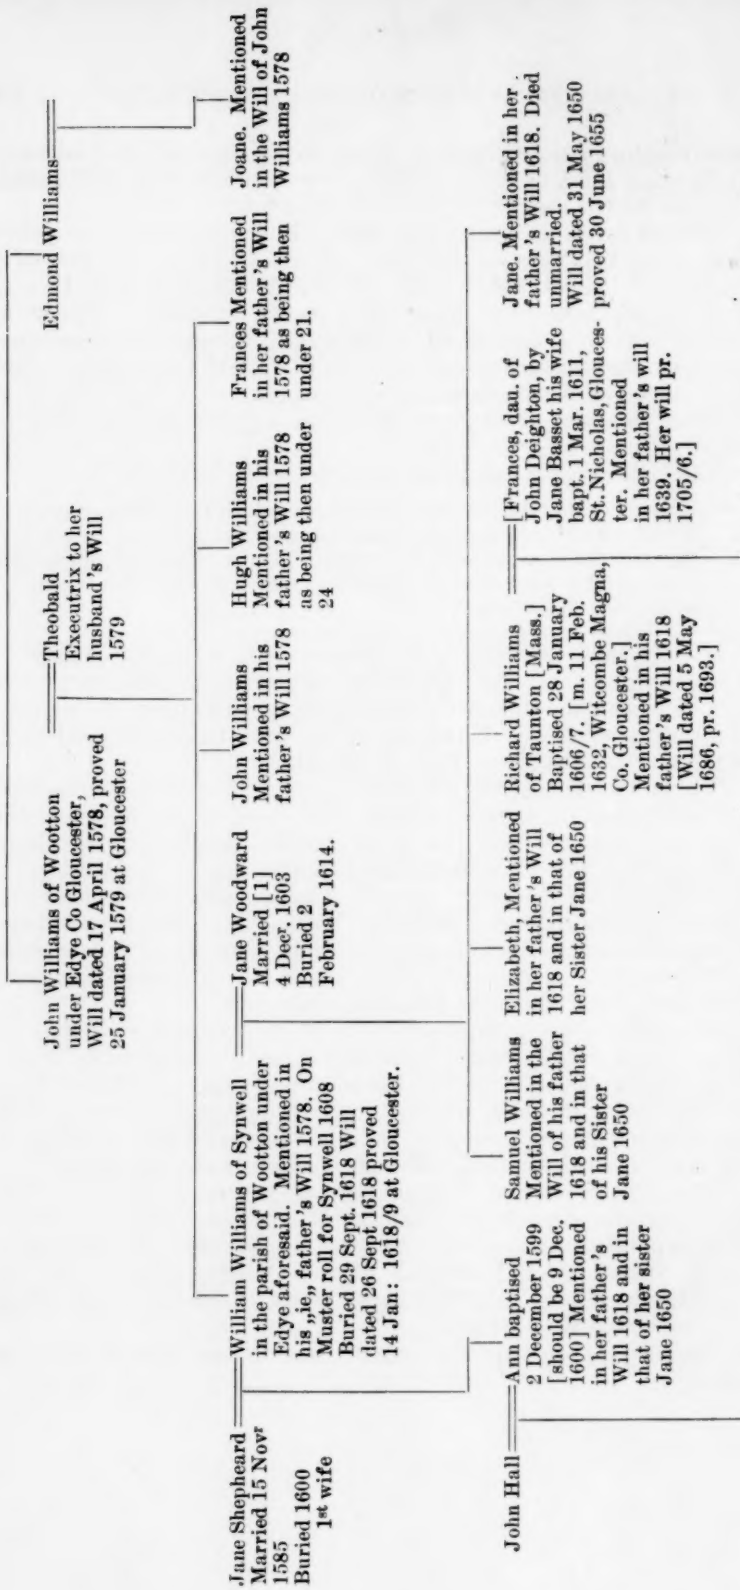 John Williams of Wootton
under Edye Co Gloucester,
Will dated 17 April 1578, proved
25 January 1579 at Gloucester
Theobald
Executrix to her
husband's Will
1579
Edmond Williams
Jane Shepheard
Married 15 Novr
1585
Buried 1600
1st wife
William Williams of Synwell
in the parish of Wootton under
Edye aforesaid. Mentioned in
his „ie„ father's Will 1578. On
Muster roll for Synwell 1608
Buried 29 Sept. 1618 Will
dated 26 Sept 1618 proved
14 Jan: 1618/9 at Gloucester.
Jane Woodward
Married [1]
4 Decr. 1603
Buried 2
February 1614.
John Williams
Mentioned in his
father's Will 1578
Hugh Williams
Mentioned in his
father's Will 1578
as being then under
24
Frances Mentioned
in her father's Will
1578 as being then
under 21.
Joane. Mentioned
in the Will of John
Williams 1578
John Hall
Ann baptised
2 December 1599
[should be 9 Dec.
1600] Mentioned
in her father's
Will 1618 and in
that of her sister
Jane 1650
Samuel Williams
Mentioned in the
Will of his father
1618 and in that
of his Sister
Jane 1650
Elizabeth, Mentioned
in her father's Will
1618 and in that of
her Sister Jane 1650
Richard Williams
of Taunton [Mass.]
Baptised 28 January
1606/7. [m. 11 Feb.
1632, Witcombe Magna,
Co. Gloucester.]
Mentioned in his
father's Will 1618
[Will dated 5 May
1686, pr. 1693.]
[Frances, dau. of
John Deighton, by
Jane Basset his wife
bapt. 1 Mar. 1611,
St. Nicholas, Glouces-
ter. Mentioned
in her father's will
1639. Her will pr.
1705/6.]
Jane. Mentioned in her
father's Will 1618. Died
unmarried.
Will dated 31 May 1650
proved 30 June 1655